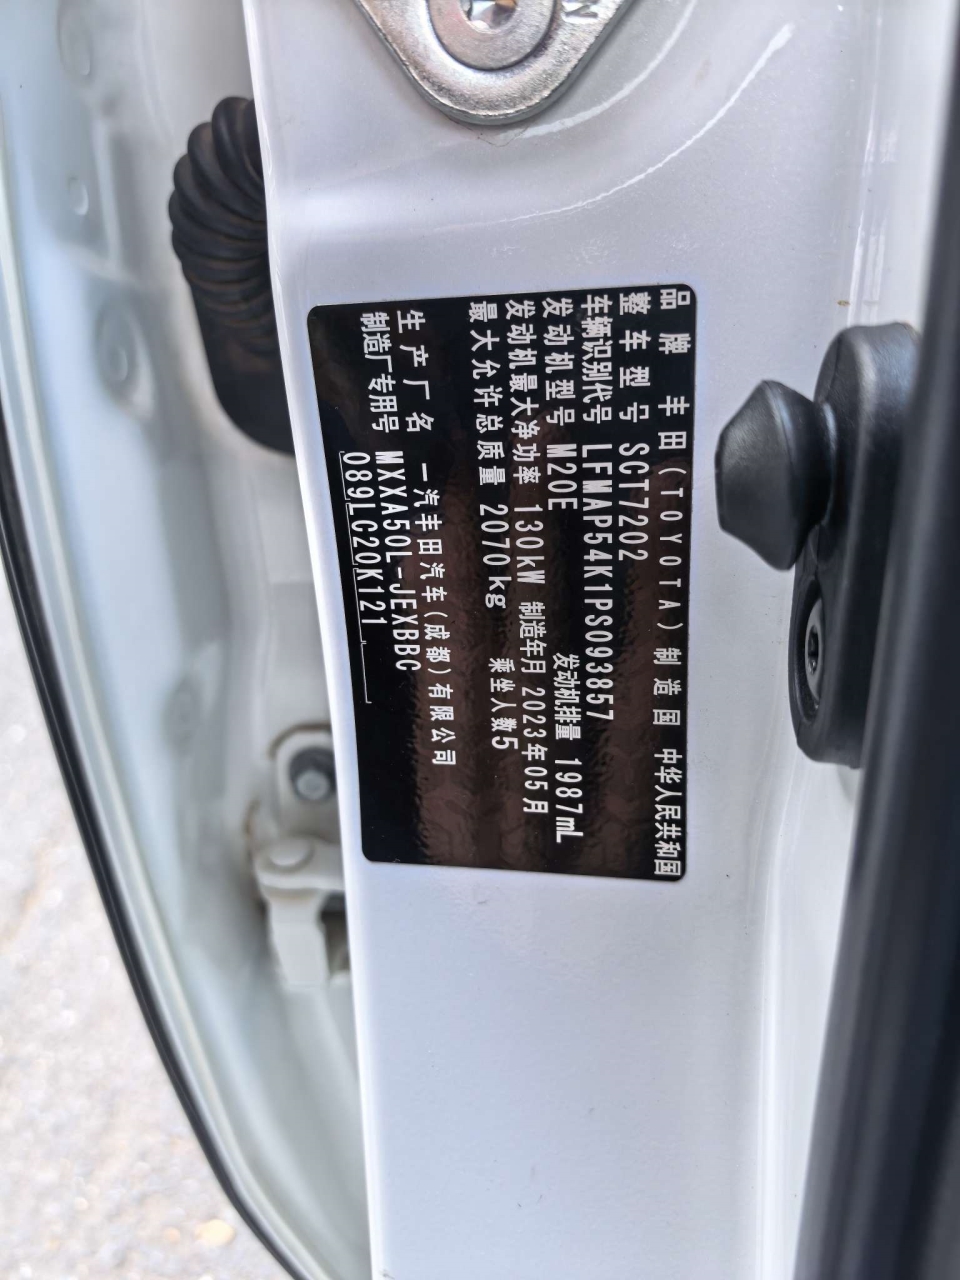 品牌 丰田(TOYOTA) 制造国 中华人民共和国
整车型号 SCT7202
车辆识别代号 LFMAP54K1PS093857
发动机型号 M20E 发动机排量 1987mL
发动机最大净功率 130kW 制造年月 2023年05月
最大允许总质量 2070kg 乘坐人数5
生产厂名 一汽丰田汽车(成都)有限公司
制造厂专用号 MXXA50L-JEXBBC
089LC20K121